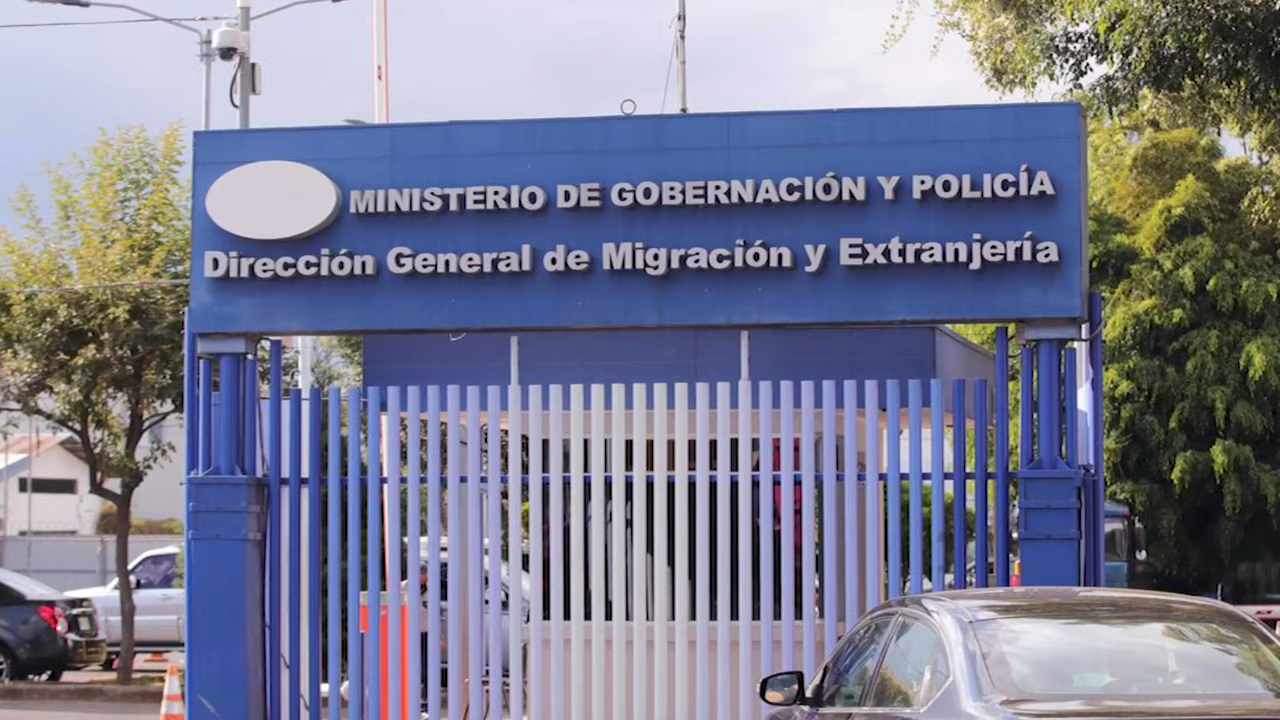 MINISTERIO DE GOBERNACIÓN Y POLICÍA
Dirección General de Migración y Extranjería